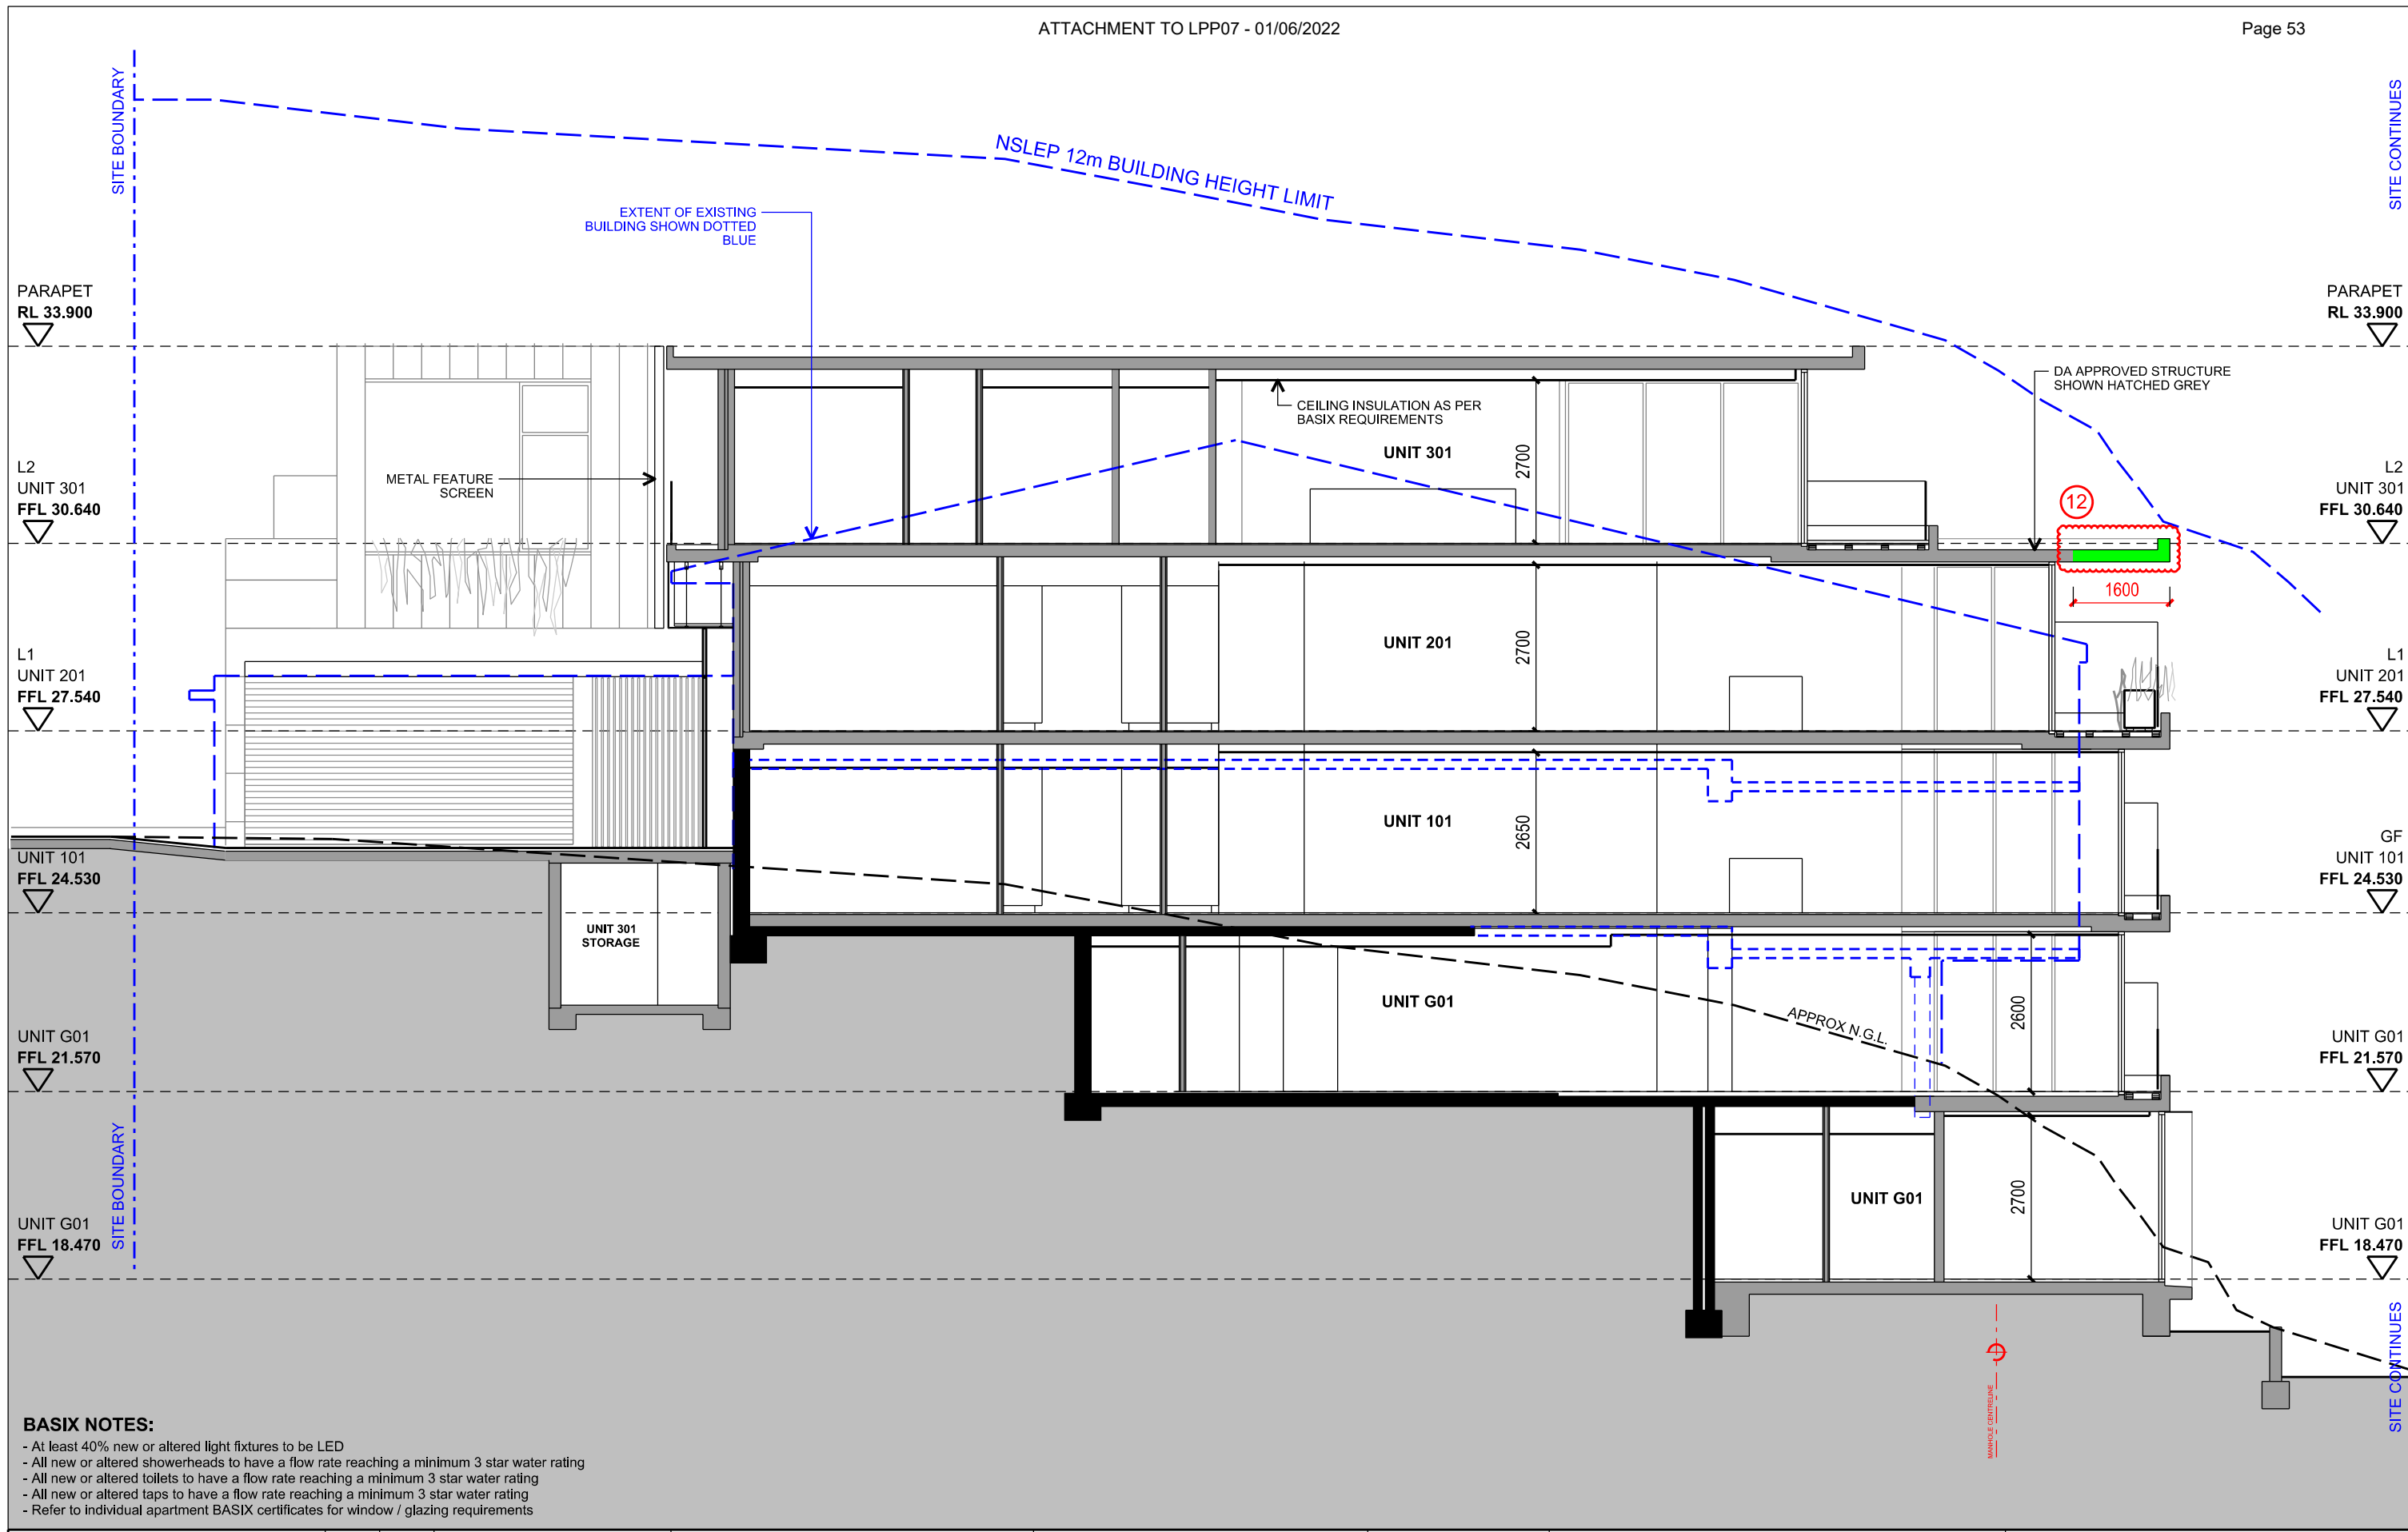 ATTACHMENT TO LPP07 - 01/06/2022
Page 53
SITE BOUNDARY
SITE CONTINUES
NSLEP 12m BUILDING HEIGHT LIMIT
EXTENT OF EXISTING
BUILDING SHOWN DOTTED
BLUE
PARAPET
RL 33.900
PARAPET
RL 33.900
DA APPROVED STRUCTURE
SHOWN HATCHED GREY
CEILING INSULATION AS PER
BASIX REQUIREMENTS
UNIT 301
2700
METAL FEATURE
SCREEN
L2
UNIT 301
FFL 30.640
L2
UNIT 301
FFL 30.640
12
1600
L1
UNIT 201
FFL 27.540
UNIT 201
2700
L1
UNIT 201
FFL 27.540
UNIT 101
FFL 24.530
UNIT 101
2650
GF
UNIT 101
FFL 24.530
UNIT 301
STORAGE
UNIT G01
FFL 21.570
UNIT G01
APPROX N.G.L.
2600
UNIT G01
FFL 21.570
UNIT G01
FFL 18.470
SITE BOUNDARY
UNIT G01
2700
UNIT G01
FFL 18.470
MANHOLE CENTRELINE
SITE CONTINUES
BASIX NOTES:
- At least 40% new or altered light fixtures to be LED
- All new or altered showerheads to have a flow rate reaching a minimum 3 star water rating
- All new or altered toilets to have a flow rate reaching a minimum 3 star water rating
- All new or altered taps to have a flow rate reaching a minimum 3 star water rating
- Refer to individual apartment BASIX certificates for window / glazing requirements